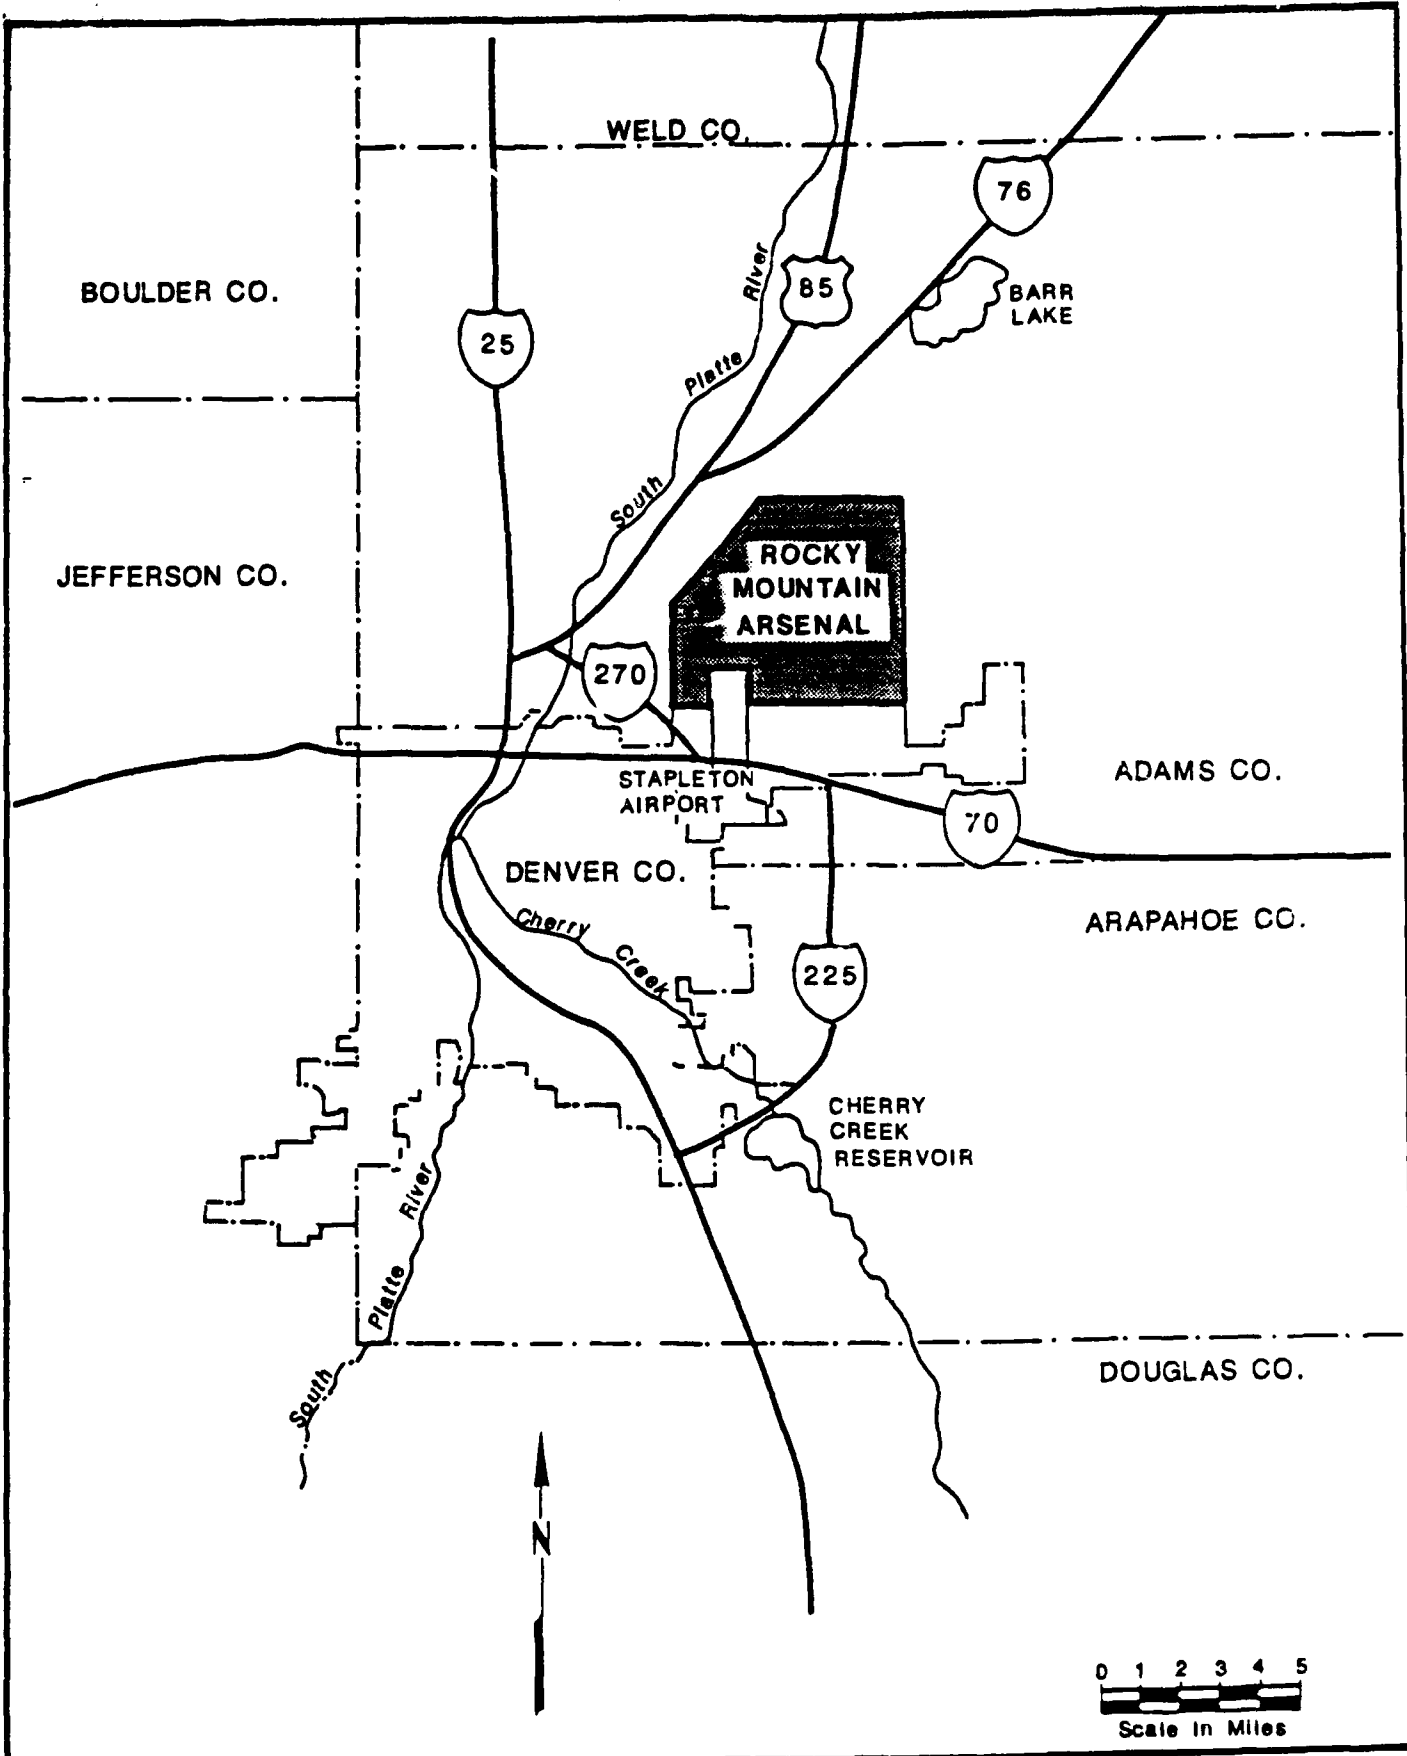 WELD CO.
76
River
85
BOULDER CO.
BARR
LAKE
25
Platte
South
ROCKY
MOUNTAIN
ARSENAL
JEFFERSON CO.
270
STAPLETON
AIRPORT
ADAMS CO.
70
DENVER CO.
ARAPAHOE CO.
Cherry
Creek
225
CHERRY
CREEK
RESERVOIR
River
Platte
South
DOUGLAS CO.
N
0 1 2 3 4 5
Scale In Miles